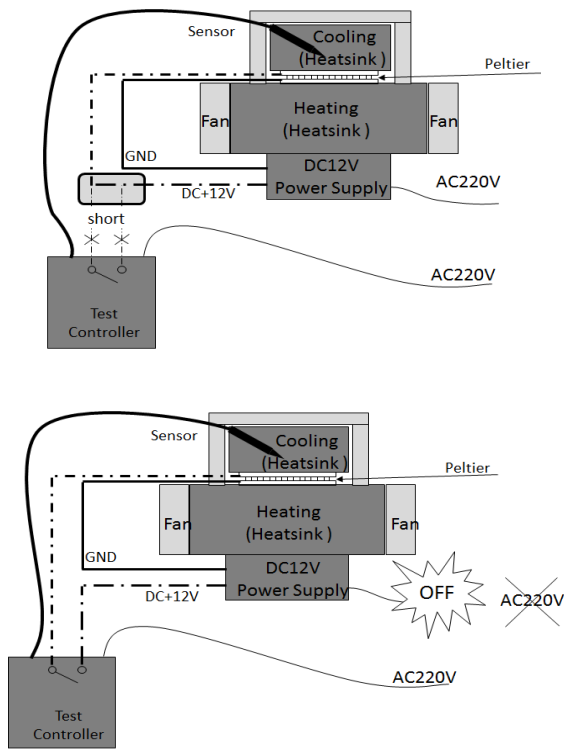 Sensor
Cooling
(Heatsink )
Peltier
Heating
(Heatsink )
Fan
Fan
GND
DC12V
Power Supply
AC220V
DC+12V
short
AC220V
Test
Controller
Sensor
Cooling
(Heatsink )
Peltier
Heating
(Heatsink )
Fan
Fan
GND
DC12V
Power Supply
OFF
AC220V
DC+12V
AC220V
Test
Controller